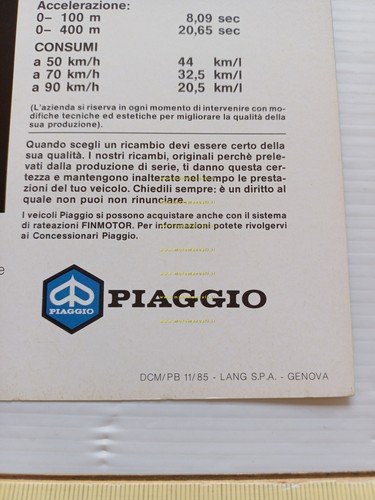 Accelerazione:
0– 100 m 8,09 sec
0– 400 m 20,65 sec
CONSUMI
a 50 km/h 44 km/l
a 70 km/h 32,5 km/l
a 90 km/h 20,5 km/l
(L'azienda si riserva in ogni momento di intervenire con mo-
difiche tecniche ed estetiche per migliorare la qualità della
sua produzione).
Quando scegli un ricambio devi essere certo della
sua qualità. I nostri ricambi, originali perchè prele-
vati dalla produzione di serie, ti danno questa cer-
tezza e mantengono inalterate nel tempo le presta-
zioni del tuo veicolo. Chiedili sempre: è un diritto al
quale non puoi non rinunciare.
I veicoli Piaggio si possono acquistare anche con il sistema
di rateazioni FINMOTOR. Per informazioni potete rivolgervi
ai Concessionari Piaggio.
e
PIAGGIO
PIAGGIO
DCM/PB 11/85 - LANG S.P.A. - GENOVA